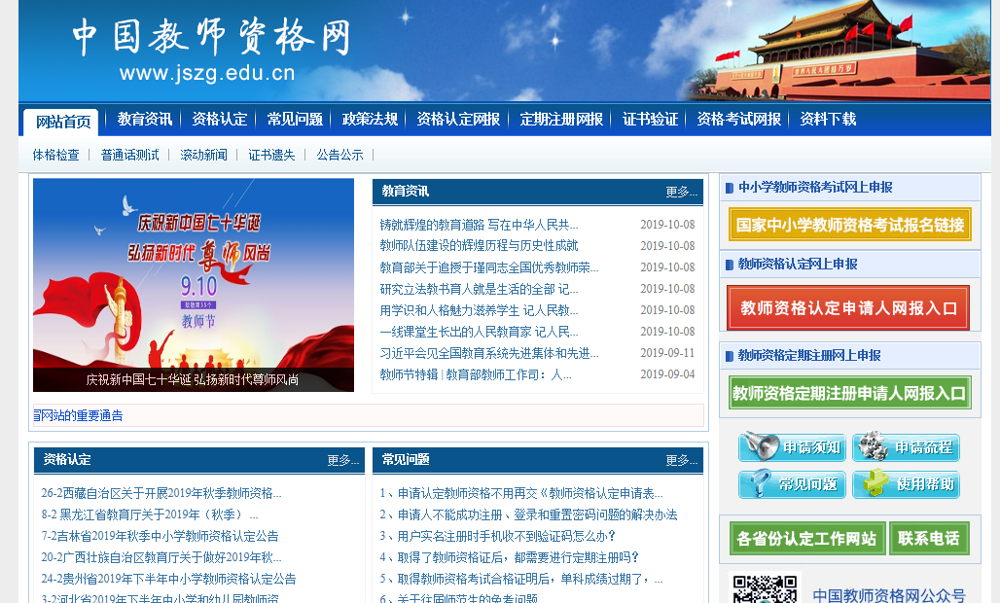 中国教师资格网
www.jszg.edu.cn
网站首页 教育资讯 资格认定 常见问题 政策法规 资格认定网报 定期注册网报 证书验证 资格考试网报 资料下载
体格检查 普通话测试 滚动新闻 证书遗失 公告公示
庆祝新中国七十华诞
弘扬新时代尊师风尚
9.10
教师节
庆祝新中国七十华诞 弘扬新时代尊师风尚
教育资讯 更多...
铸就辉煌的教育道路 写在中华人民共... 2019-10-08
教师队伍建设的辉煌历程与历史性成就 2019-10-08
教育部关于追授于瑾同志全国优秀教师荣... 2019-10-08
研究立法教书育人就是生活的全部 记... 2019-10-08
用学识和人格魅力滋养学生 记人民教... 2019-10-08
一线课堂生长出的人民教育家 记人民... 2019-10-08
习近平会见全国教育系统先进集体和先进... 2019-09-11
教师节特辑 | 教育部教师工作司：人... 2019-09-04
中小学教师资格考试网上申报
国家中小学教师资格考试报名链接
教师资格认定网上申报
教师资格认定申请人网报入口
教师资格定期注册网上申报
教师资格定期注册申请人网报入口
网站的重要通告
申请须知 申请流程
常见问题 使用帮助
各省份认定工作网站 联系电话
中国教师资格网公众号
资格认定 更多...
26-2西藏自治区关于开展2019年秋季教师资格...
8-2 黑龙江省教育厅关于2019年（秋季）...
7-2吉林省2019年秋季中小学教师资格认定公告
20-2广西壮族自治区教育厅关于做好2019年秋...
24-2贵州省2019年下半年中小学教师资格认定公告
3-2河北省2019年下半年中小学和幼儿园教师资
常见问题 更多...
1、申请认定教师资格不用再交《教师资格认定申请表...
2、申请人不能成功注册、登录和重置密码问题的解决办法
3、用户实名注册时手机收不到验证码怎么办？
4、取得了教师资格证后，都需要进行定期注册吗？
5、取得教师资格考试合格证明后，单科成绩过期了，...
6、关于往届师范生的免考问题